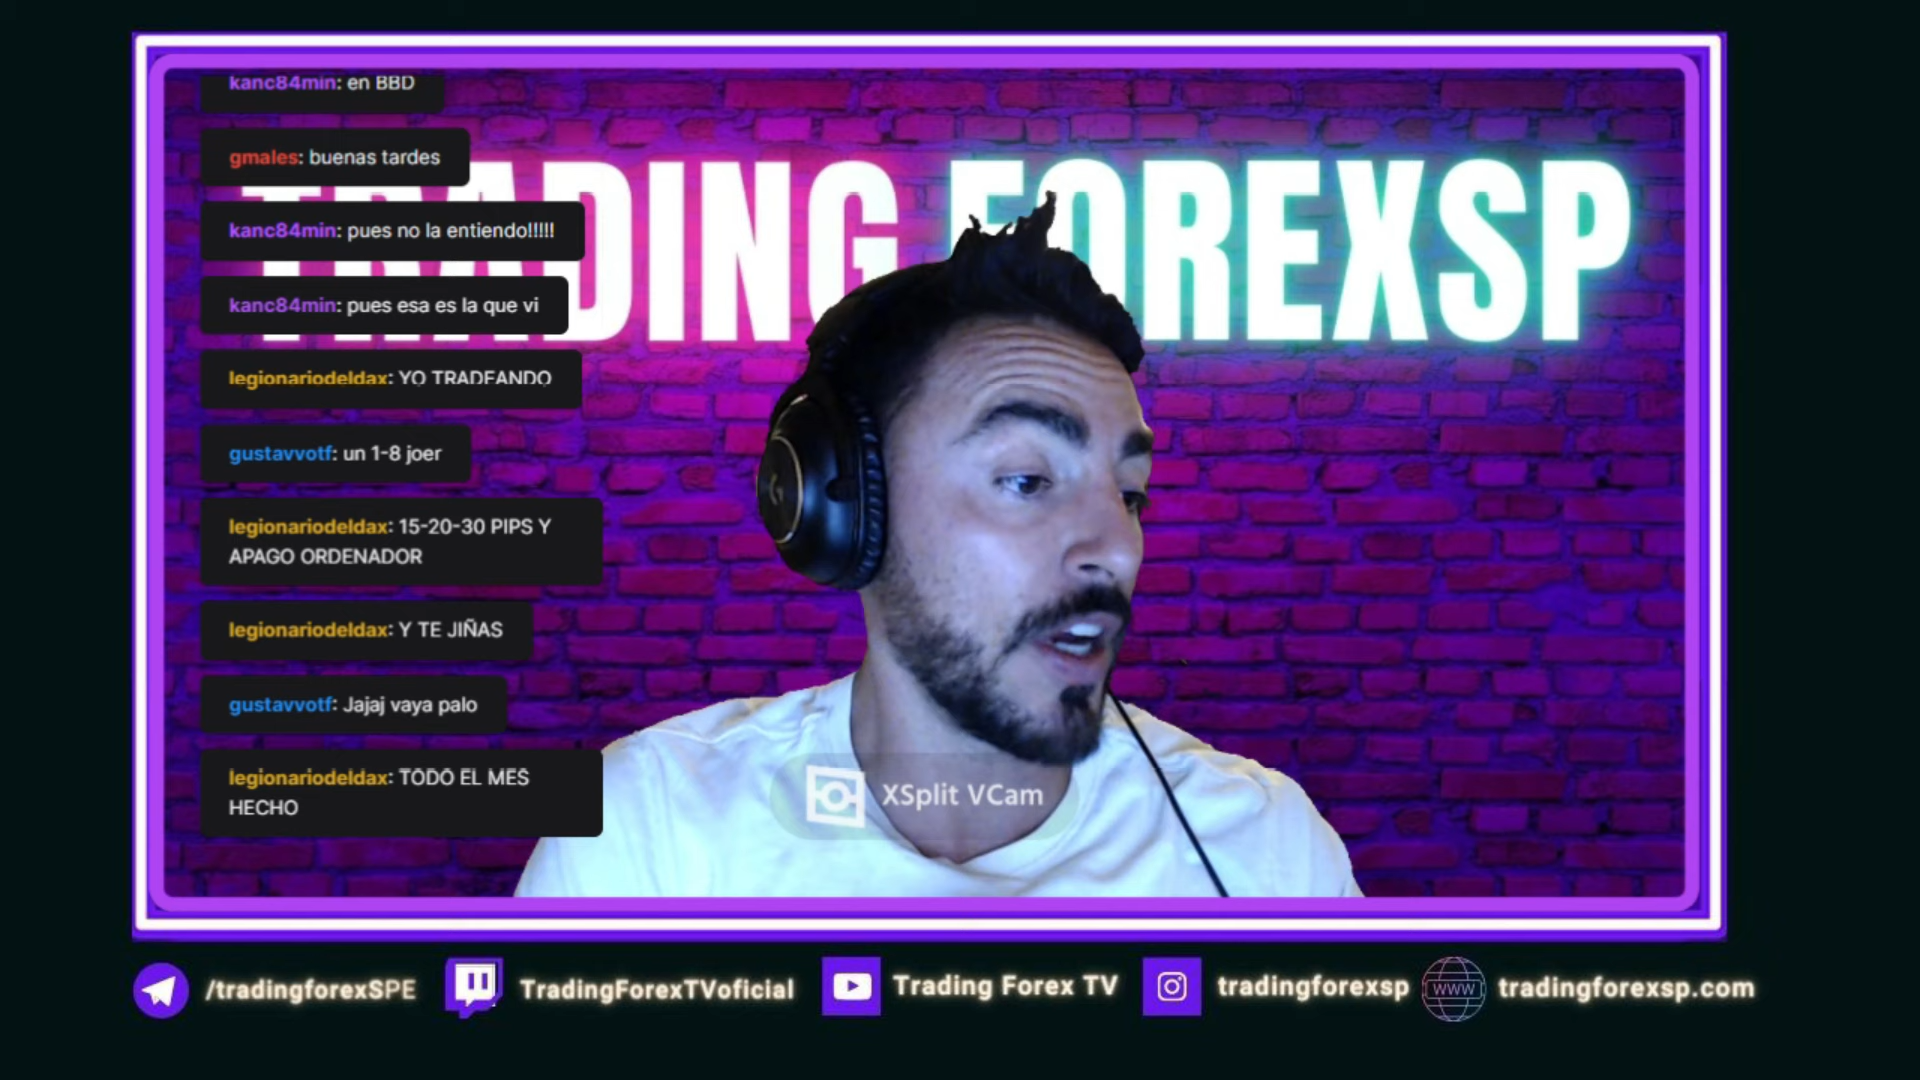 kanc84min: en BBD
gmales: buenas tardes
TRADING FOREXSP
kanc84min: pues no la entiendo!!!!!
kanc84min: pues esa es la que vi
legionariodeldax: YO TRADEANDO
gustavvotf: un 1-8 joer
legionariodeldax: 15-20-30 PIPS Y
APAGO ORDENADOR
legionariodeldax: Y TE JIÑAS
gustavvotf: Jajaj vaya palo
legionariodeldax: TODO EL MES
HECHO
XSplit VCam
/tradingforexSPE
TradingForexTVoficial
Trading Forex TV
tradingforexsp
WWW
tradingforexsp.com